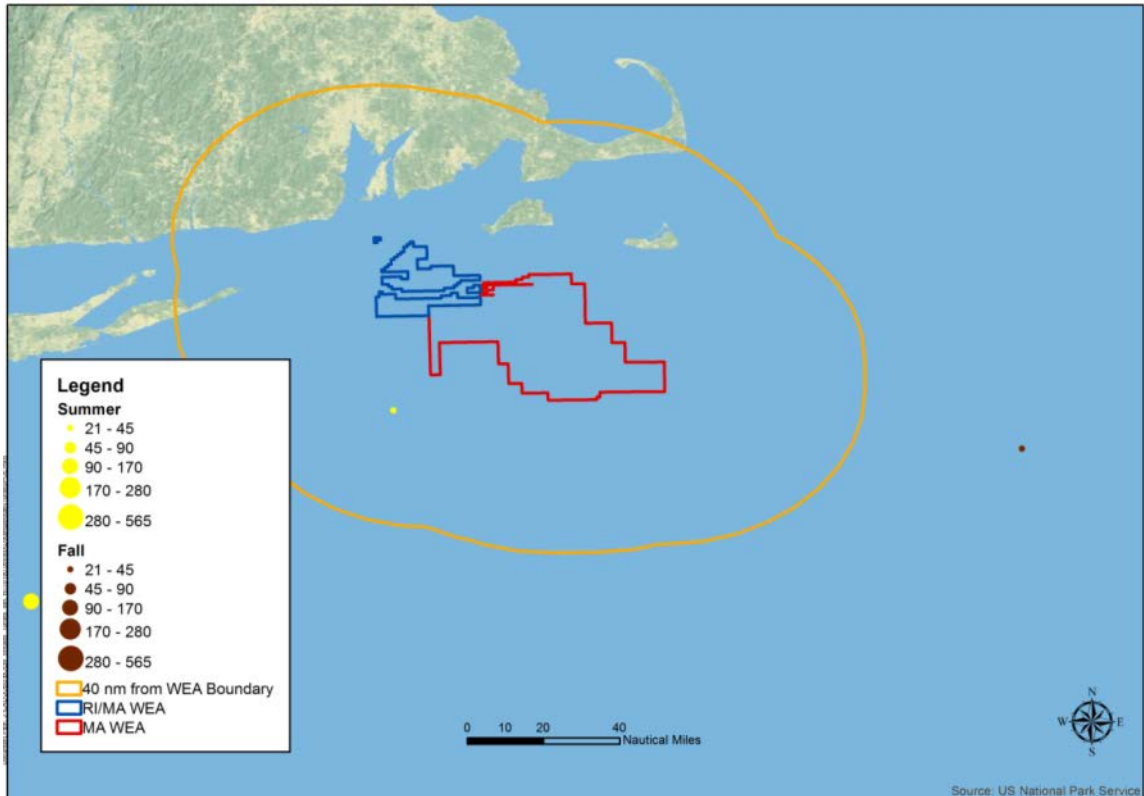 Legend
Summer
21 - 45
45 - 90
90 - 170
170 - 280
280 - 565
Fall
21 - 45
45 - 90
90 - 170
170 - 280
280 - 565
40 nm from WEA Boundary
RI/MA WEA
MA WEA
0 10 20 40
Nautical Miles
N
W E
S
Source: US National Park Service